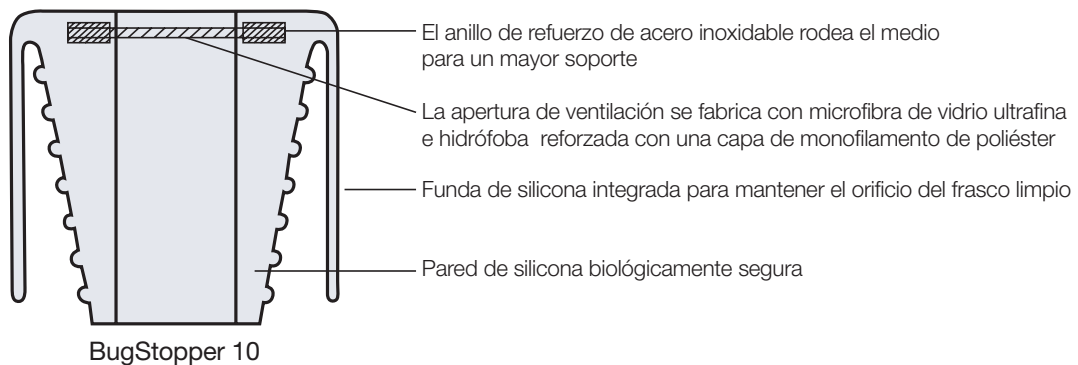 El anillo de refuerzo de acero inoxidable rodea el medio
para un mayor soporte
La apertura de ventilación se fabrica con microfibra de vidrio ultrafina
e hidrófoba reforzada con una capa de monofilamento de poliéster
Funda de silicona integrada para mantener el orificio del frasco limpio
Pared de silicona biológicamente segura
BugStopper 10